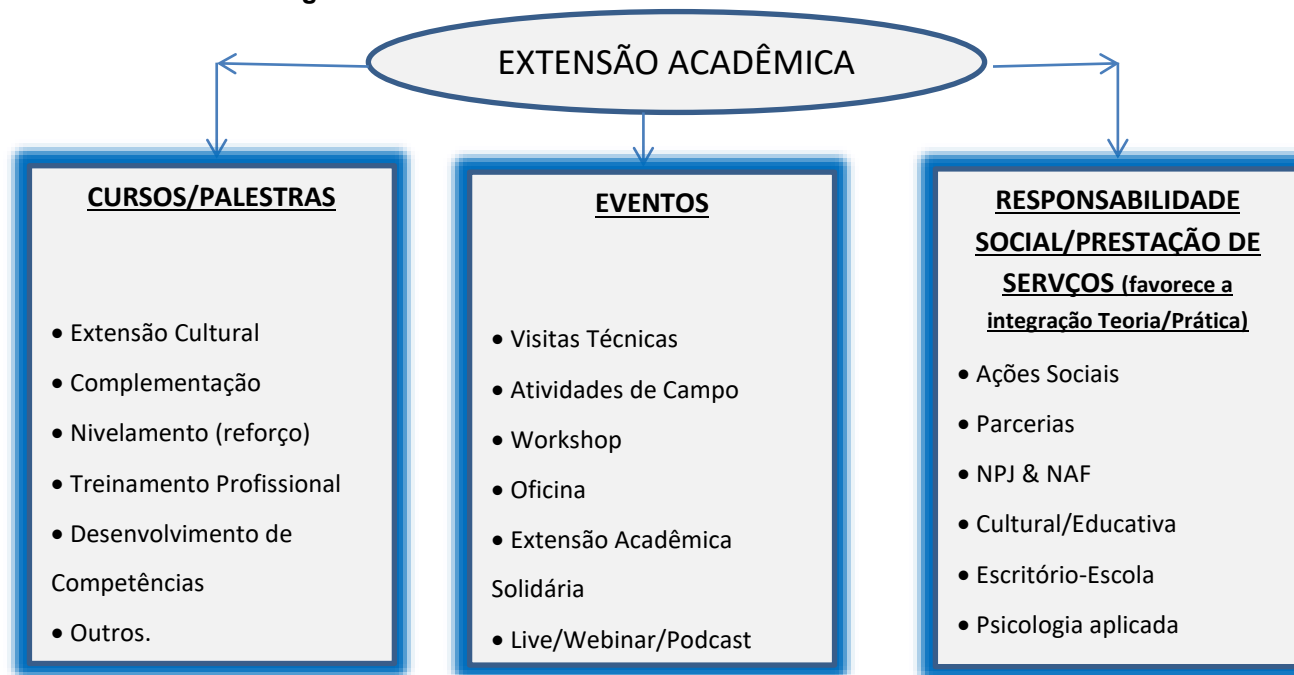 EXTENSÃO ACADÊMICA
CURSOS/PALESTRAS
• Extensão Cultural
• Complementação
• Nivelamento (reforço)
• Treinamento Profissional
• Desenvolvimento de
Competências
• Outros.
EVENTOS
• Visitas Técnicas
• Atividades de Campo
• Workshop
• Oficina
• Extensão Acadêmica
Solidária
• Live/Webinar/Podcast
RESPONSABILIDADE
SOCIAL/PRESTAÇÃO DE
SERVÇOS (favorece a
integração Teoria/Prática)
• Ações Sociais
• Parcerias
• NPJ & NAF
• Cultural/Educativa
• Escritório-Escola
• Psicologia aplicada